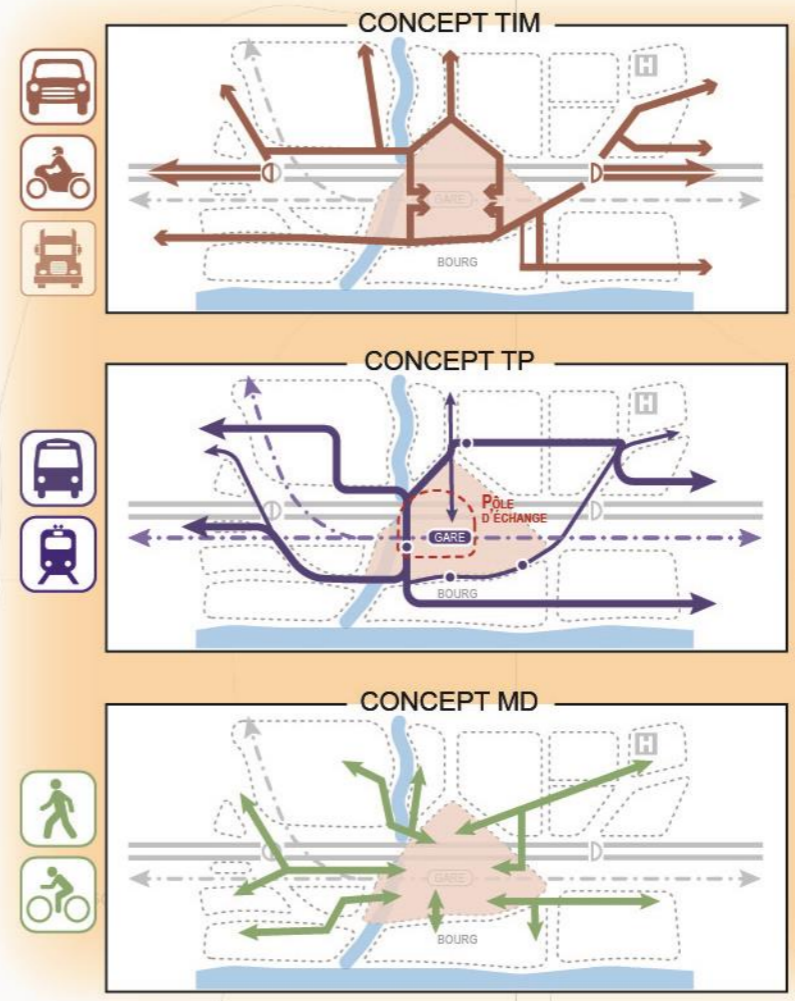 CONCEPT TIM
H
GARE
BOURG
CONCEPT TP
H
PÔLE
D'ÉCHANGE
GARE
BOURG
CONCEPT MD
H
GARE
BOURG